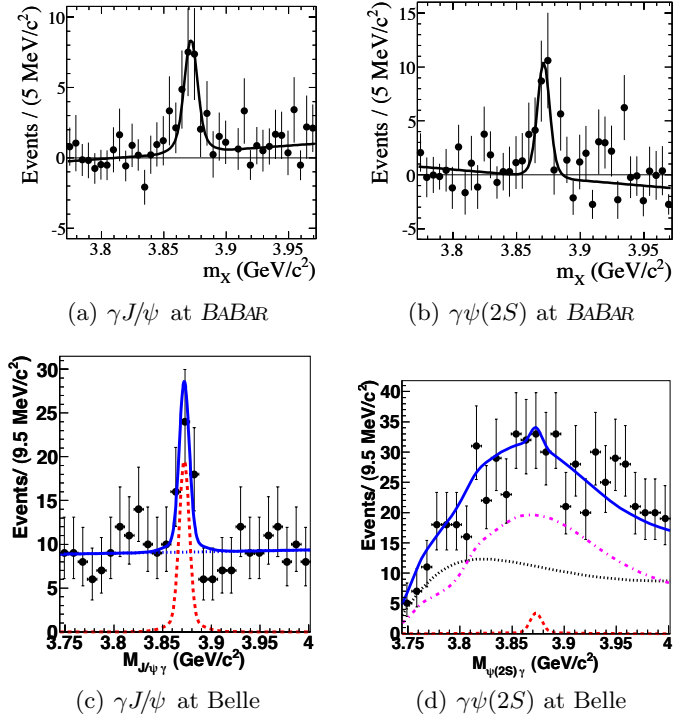 10
5
0
-5
Events / (5 MeV/c²)
3.8 3.85 3.9 3.95
m_X (GeV/c²)
(a) γJ/ψ at BABAR
15
10
5
0
-5
Events / (5 MeV/c²)
3.8 3.85 3.9 3.95
m_X (GeV/c²)
(b) γψ(2S) at BABAR
30
25
20
15
10
5
0
Events/ (9.5 MeV/c²)
3.75 3.8 3.85 3.9 3.95 4
M_J/ψ γ (GeV/c²)
(c) γJ/ψ at Belle
45
40
35
30
25
20
15
10
5
0
Events/ (9.5 MeV/c²)
3.75 3.8 3.85 3.9 3.95 4
M_ψ(2S) γ (GeV/c²)
(d) γψ(2S) at Belle